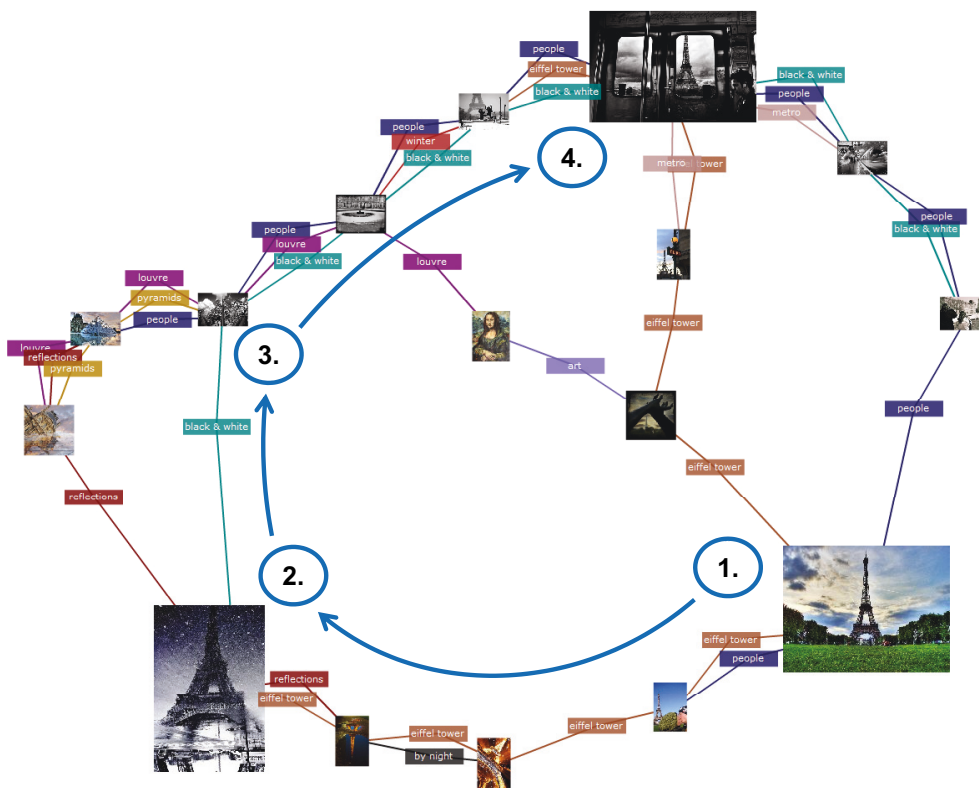 people
eiffel tower
black & white
black & white
people
metro
people
winter
black & white
metro
eiffel tower
people
louvre
black & white
people
black & white
louvre
louvre
pyramids
people
eiffel tower
louvre
reflections
pyramids
art
people
black & white
eiffel tower
reflections
4.
3.
2.
1.
eiffel tower
people
reflections
eiffel tower
eiffel tower
eiffel tower
by night